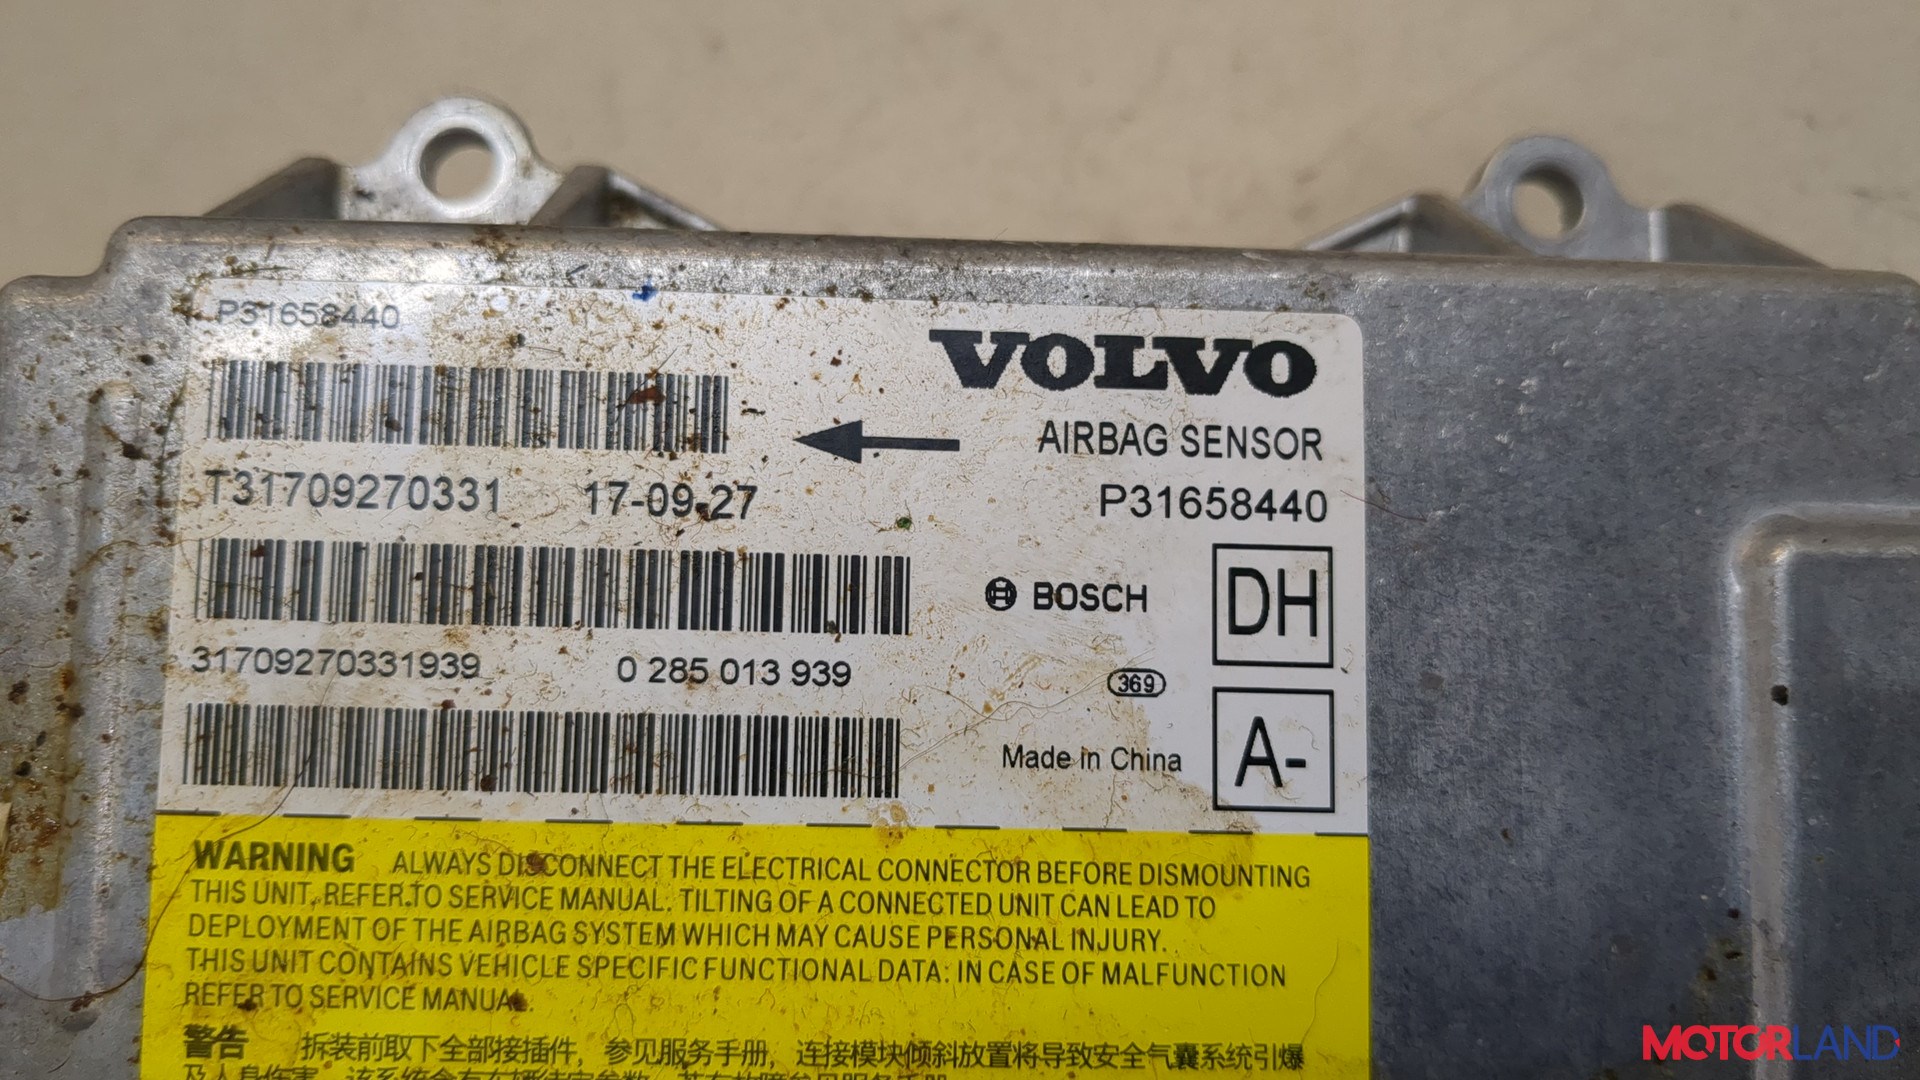 P31658440
VOLVO
AIRBAG SENSOR
T31709270331 17-09-27
P31658440
BOSCH
DH
31709270331939 0 285 013 939
369
Made in China
A-
WARNING ALWAYS DISCONNECT THE ELECTRICAL CONNECTOR BEFORE DISMOUNTING
THIS UNIT, REFER TO SERVICE MANUAL. TILTING OF A CONNECTED UNIT CAN LEAD TO
DEPLOYMENT OF THE AIRBAG SYSTEM WHICH MAY CAUSE PERSONAL INJURY.
THIS UNIT CONTAINS VEHICLE SPECIFIC FUNCTIONAL DATA: IN CASE OF MALFUNCTION
REFER TO SERVICE MANUAL.
警告 拆装前取下全部接插件，参见服务手册，连接模块倾斜放置将导致安全气囊系统引爆
及人身伤害
MOTORLAND